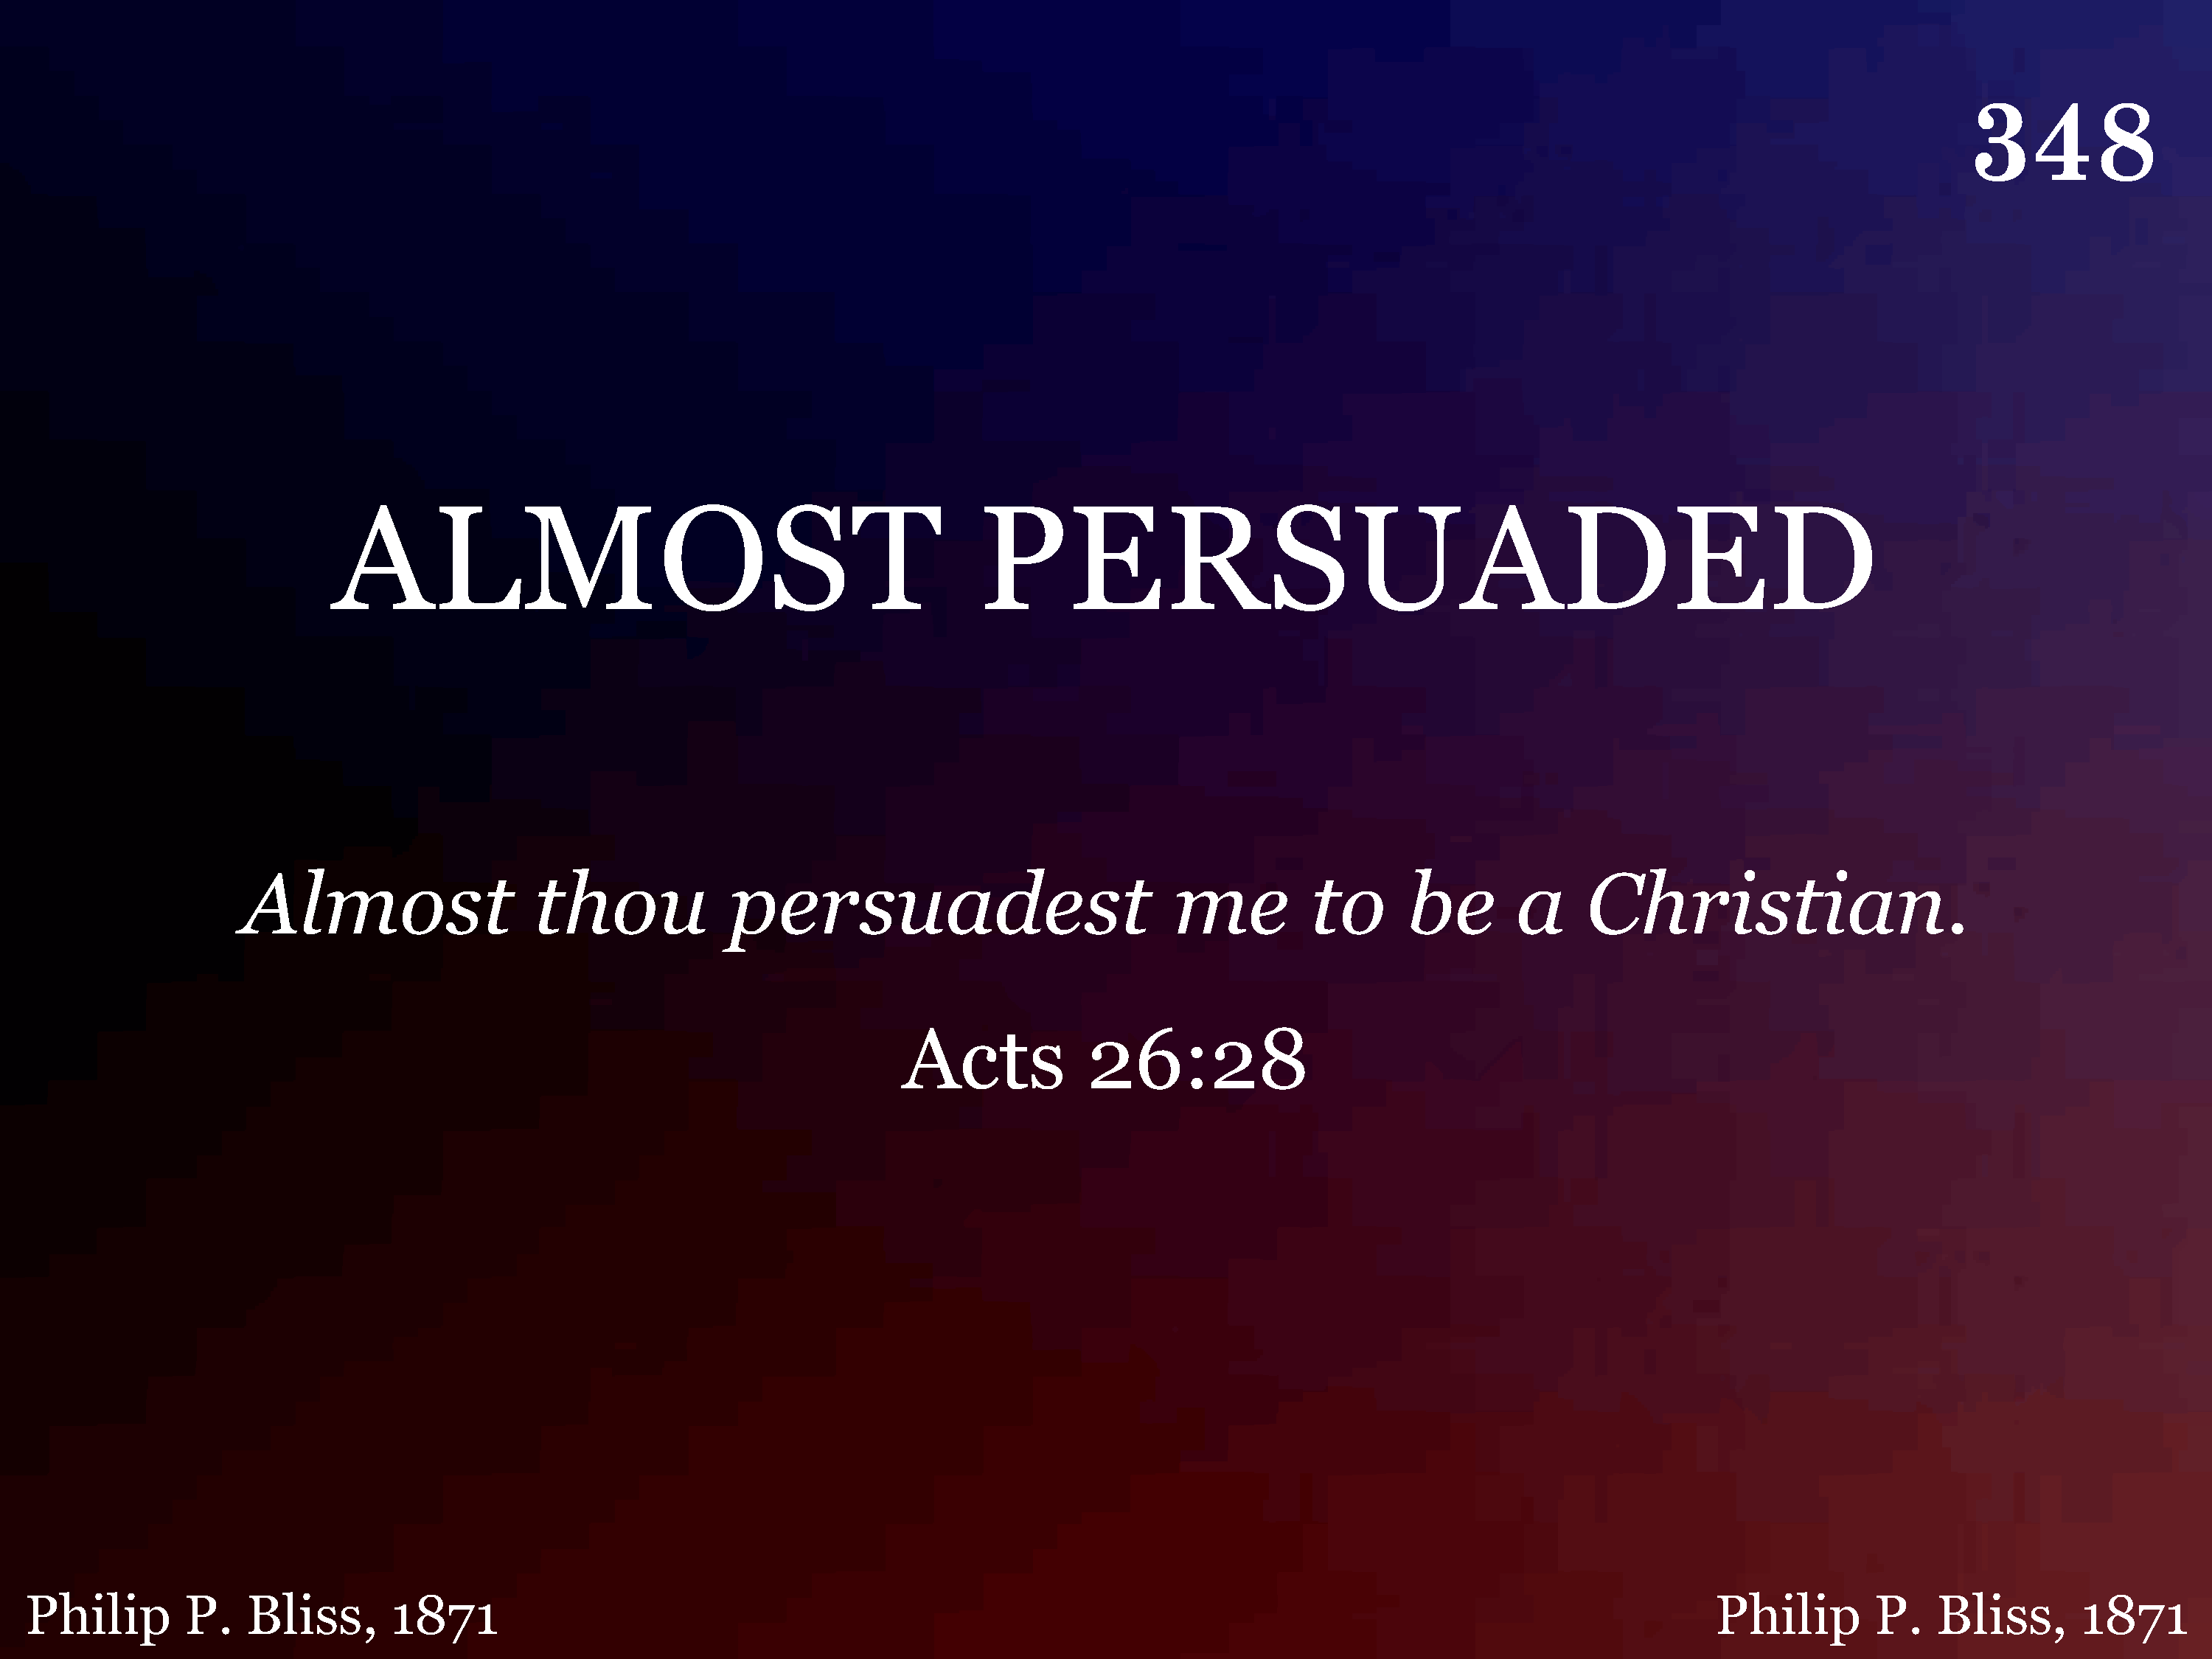 348
ALMOST PERSUADED
Almost thou persuadest me to be a Christian.
Acts 26:28
Philip P. Bliss, 1871
Philip P. Bliss, 1871